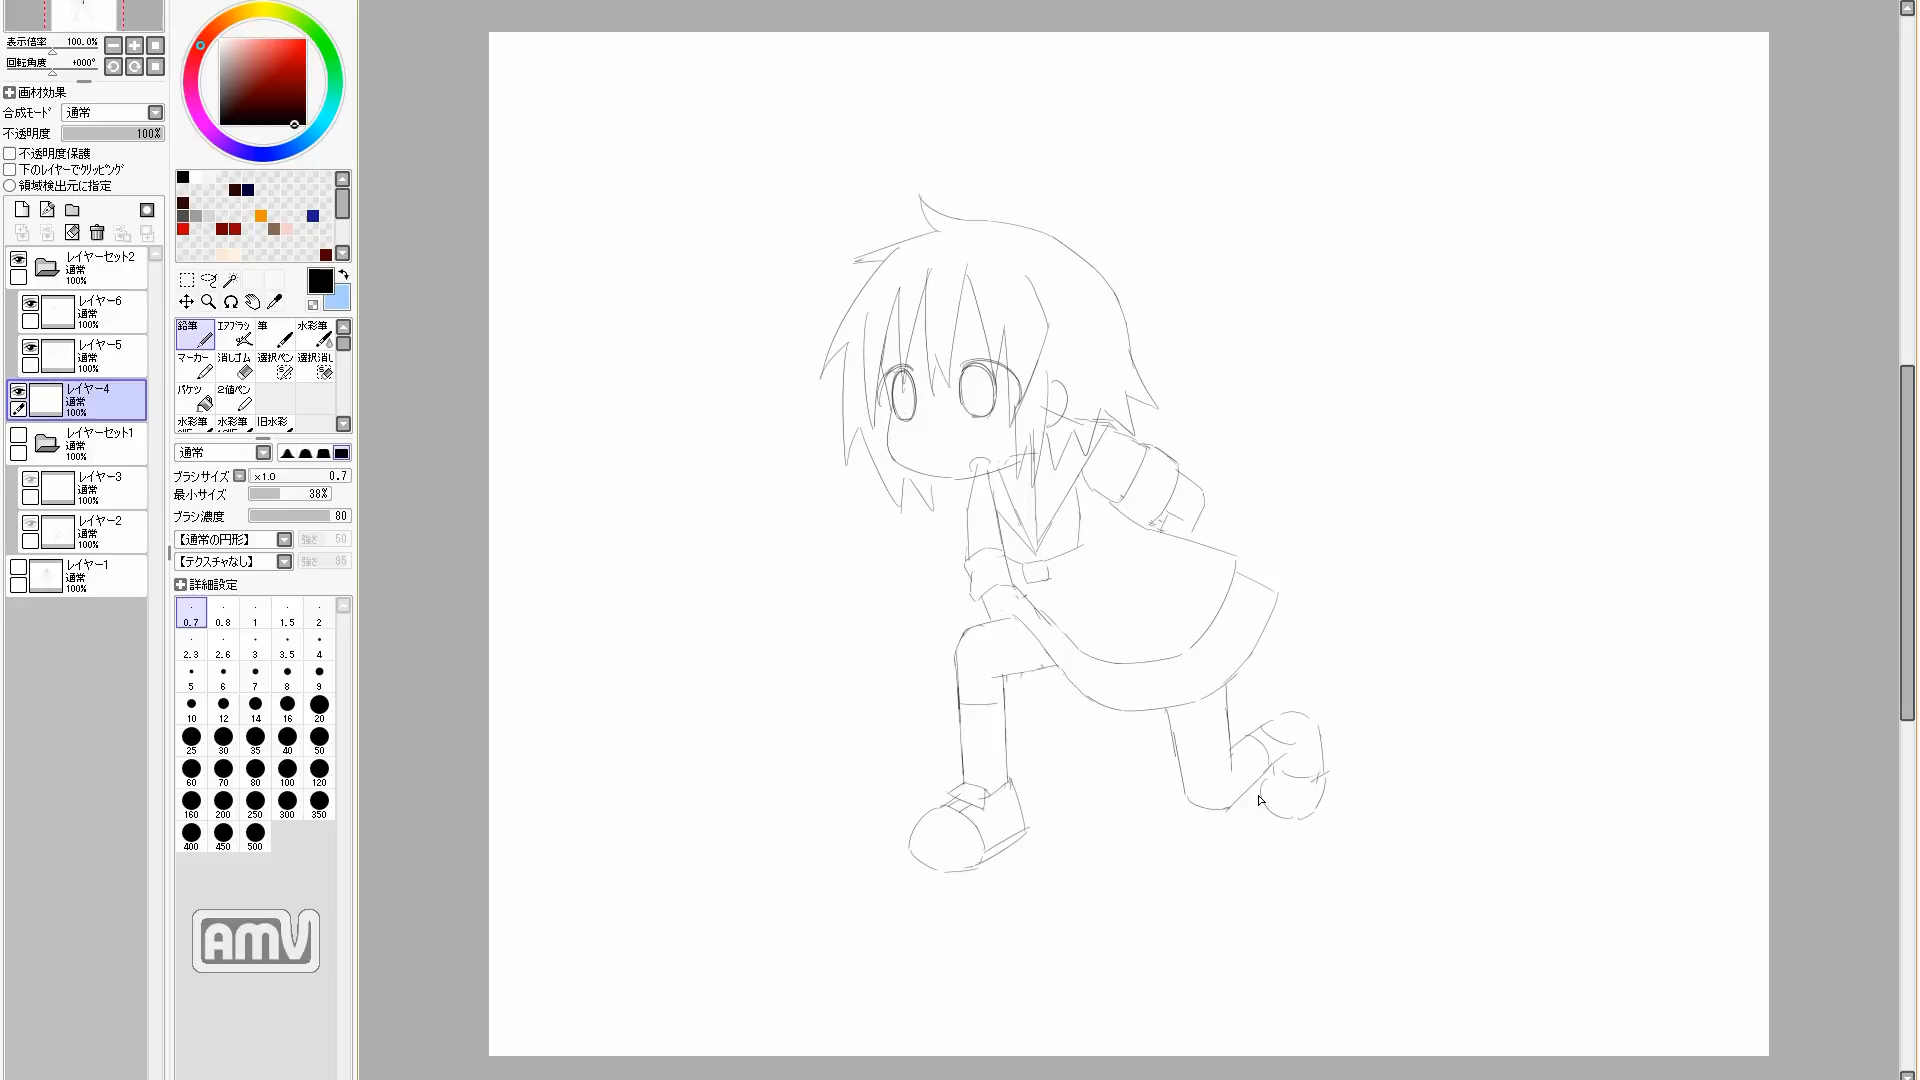 表示倍率 100.0%
回転角度 +000°
画材効果
合成モード 通常
不透明度 100%
不透明度保護
下のレイヤーでクリッピング
領域検出元に指定
レイヤーセット2
通常
100%
レイヤー6
通常
100%
レイヤー5
通常
100%
レイヤー4
通常
100%
レイヤーセット1
通常
100%
レイヤー3
通常
100%
レイヤー2
通常
100%
レイヤー1
通常
100%
鉛筆 エアブラシ 筆 水彩筆
マーカー 消しゴム 選択ペン 選択消し
バケツ 2値ペン
水彩筆 水彩筆 旧水彩
通常
ブラシサイズ x1.0 0.7
最小サイズ 38%
ブラシ濃度 80
【通常の円形】 強さ 50
【テクスチャなし】 強さ 95
詳細設定
0.7 0.8 1 1.5 2
2.3 2.6 3 3.5 4
5 6 7 8 9
10 12 14 16 20
25 30 35 40 50
60 70 80 100 120
160 200 250 300 350
400 450 500
AMV